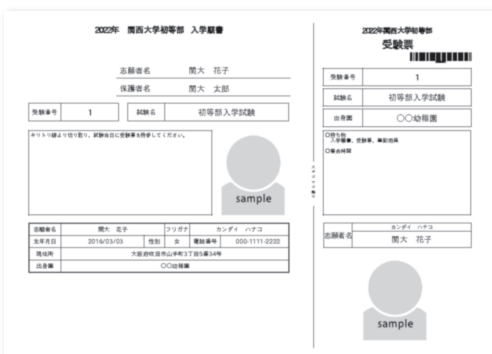 2022年 関西大学初等部 入学願書
志願者名 関大 花子
保護者名 関大 太郎
受験番号 1 試験名 初等部入学試験
キリトリ線より切り取り、試験当日に受験票を持参してください。
sample
志願者名 関大 花子 フリガナ カンダイ ハナコ
生年月日 2016/03/03 性別 女 電話番号 000-1111-2222
現住所 大阪府吹田市山手町3丁目5番34号
出身園 〇〇幼稚園
2022年関西大学初等部
受験票
受験番号 1
試験名 初等部入学試験
出身園 〇〇幼稚園
〇持ち物
入学願書、受験票、筆記用具
〇集合時間
志願者名 カンダイ ハナコ
関大 花子
sample